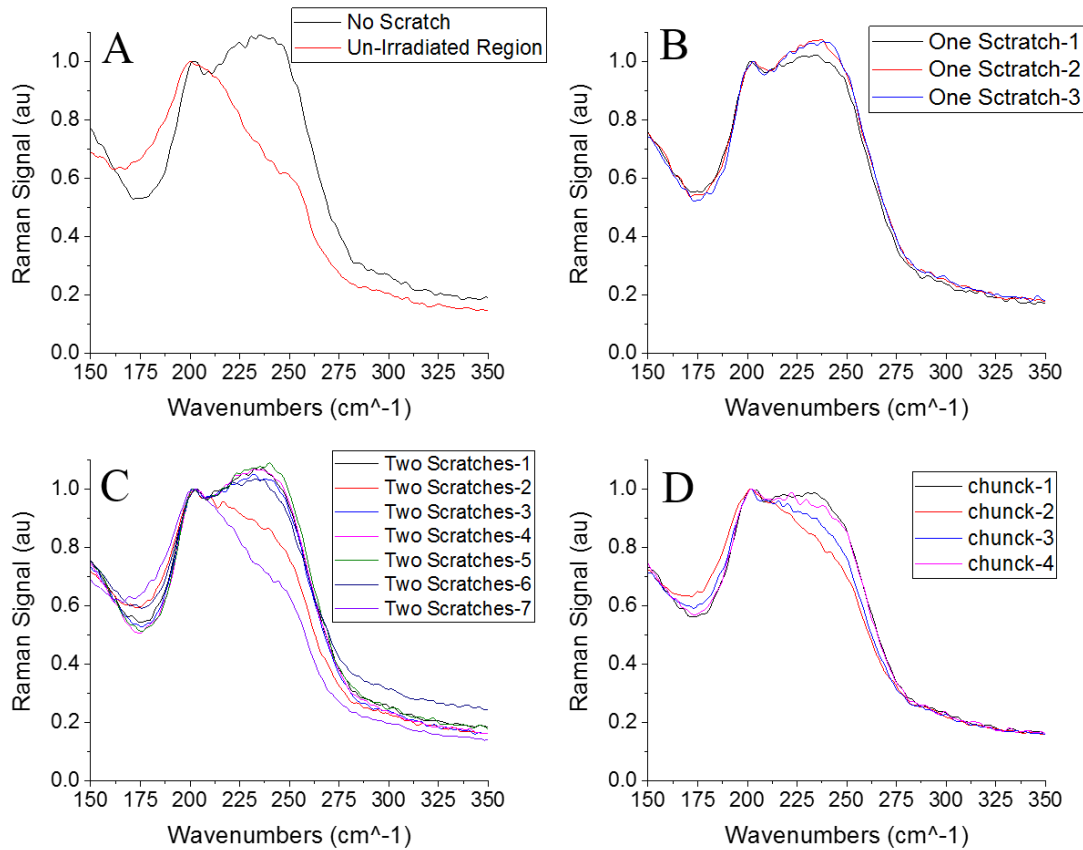 A
No Scratch
Un-Irradiated Region
Raman Signal (au)
1.0
0.8
0.6
0.4
0.2
0.0
150 175 200 225 250 275 300 325 350
Wavenumbers (cm^-1)
B
One Sctratch-1
One Sctratch-2
One Sctratch-3
Raman Signal (au)
1.0
0.8
0.6
0.4
0.2
0.0
150 175 200 225 250 275 300 325 350
Wavenumbers (cm^-1)
C
Two Scratches-1
Two Scratches-2
Two Scratches-3
Two Scratches-4
Two Scratches-5
Two Scratches-6
Two Scratches-7
Raman Signal (au)
1.0
0.8
0.6
0.4
0.2
0.0
150 175 200 225 250 275 300 325 350
Wavenumbers (cm^-1)
D
chunck-1
chunck-2
chunck-3
chunck-4
Raman Signal (au)
1.0
0.8
0.6
0.4
0.2
0.0
150 175 200 225 250 275 300 325 350
Wavenumbers (cm^-1)